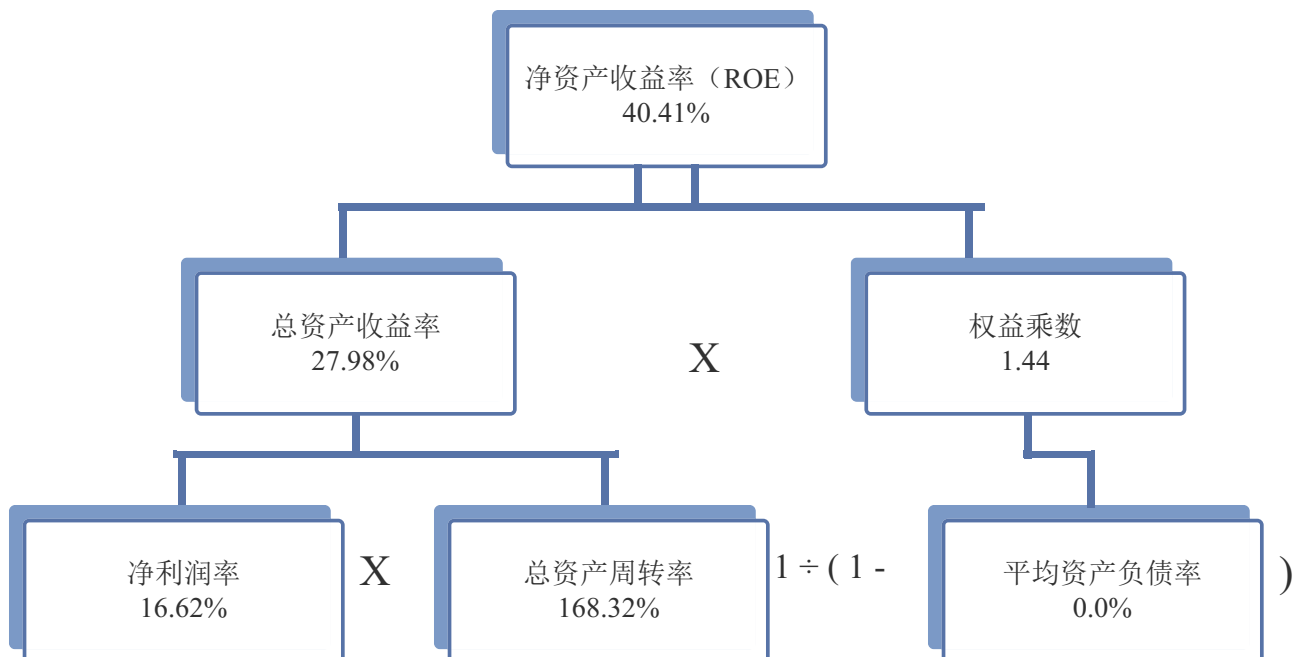 净资产收益率（ROE）
40.41%
总资产收益率
27.98%
X
权益乘数
1.44
净利润率
16.62%
X
总资产周转率
168.32%
1 ÷ ( 1 -
平均资产负债率
0.0%
)